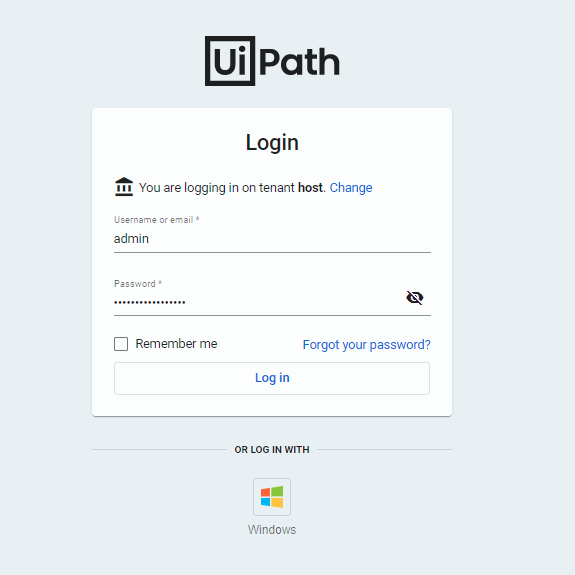 UiPath
Login
You are logging in on tenant host. Change
Username or email *
admin
Password *
•••••••••••••••••
Remember me
Forgot your password?
Log in
OR LOG IN WITH
Windows